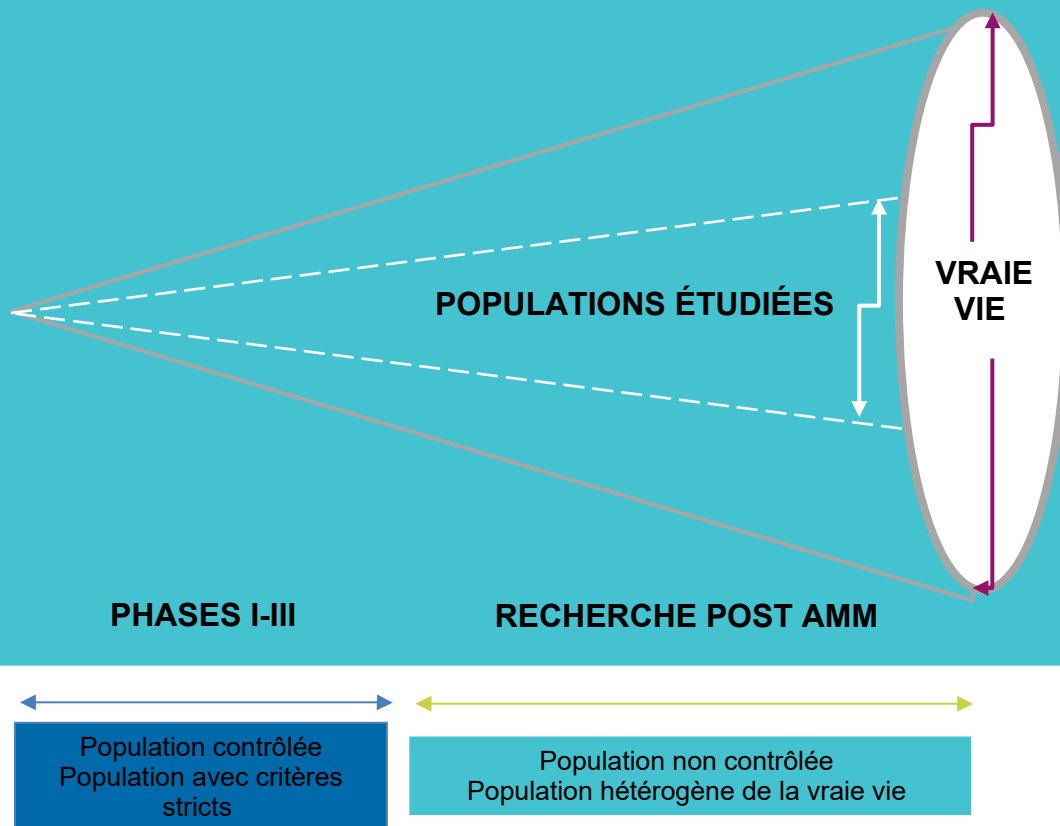 POPULATIONS ÉTUDIÉES
VRAIE
VIE
PHASES I-III
RECHERCHE POST AMM
Population contrôlée
Population avec critères
stricts
Population non contrôlée
Population hétérogène de la vraie vie